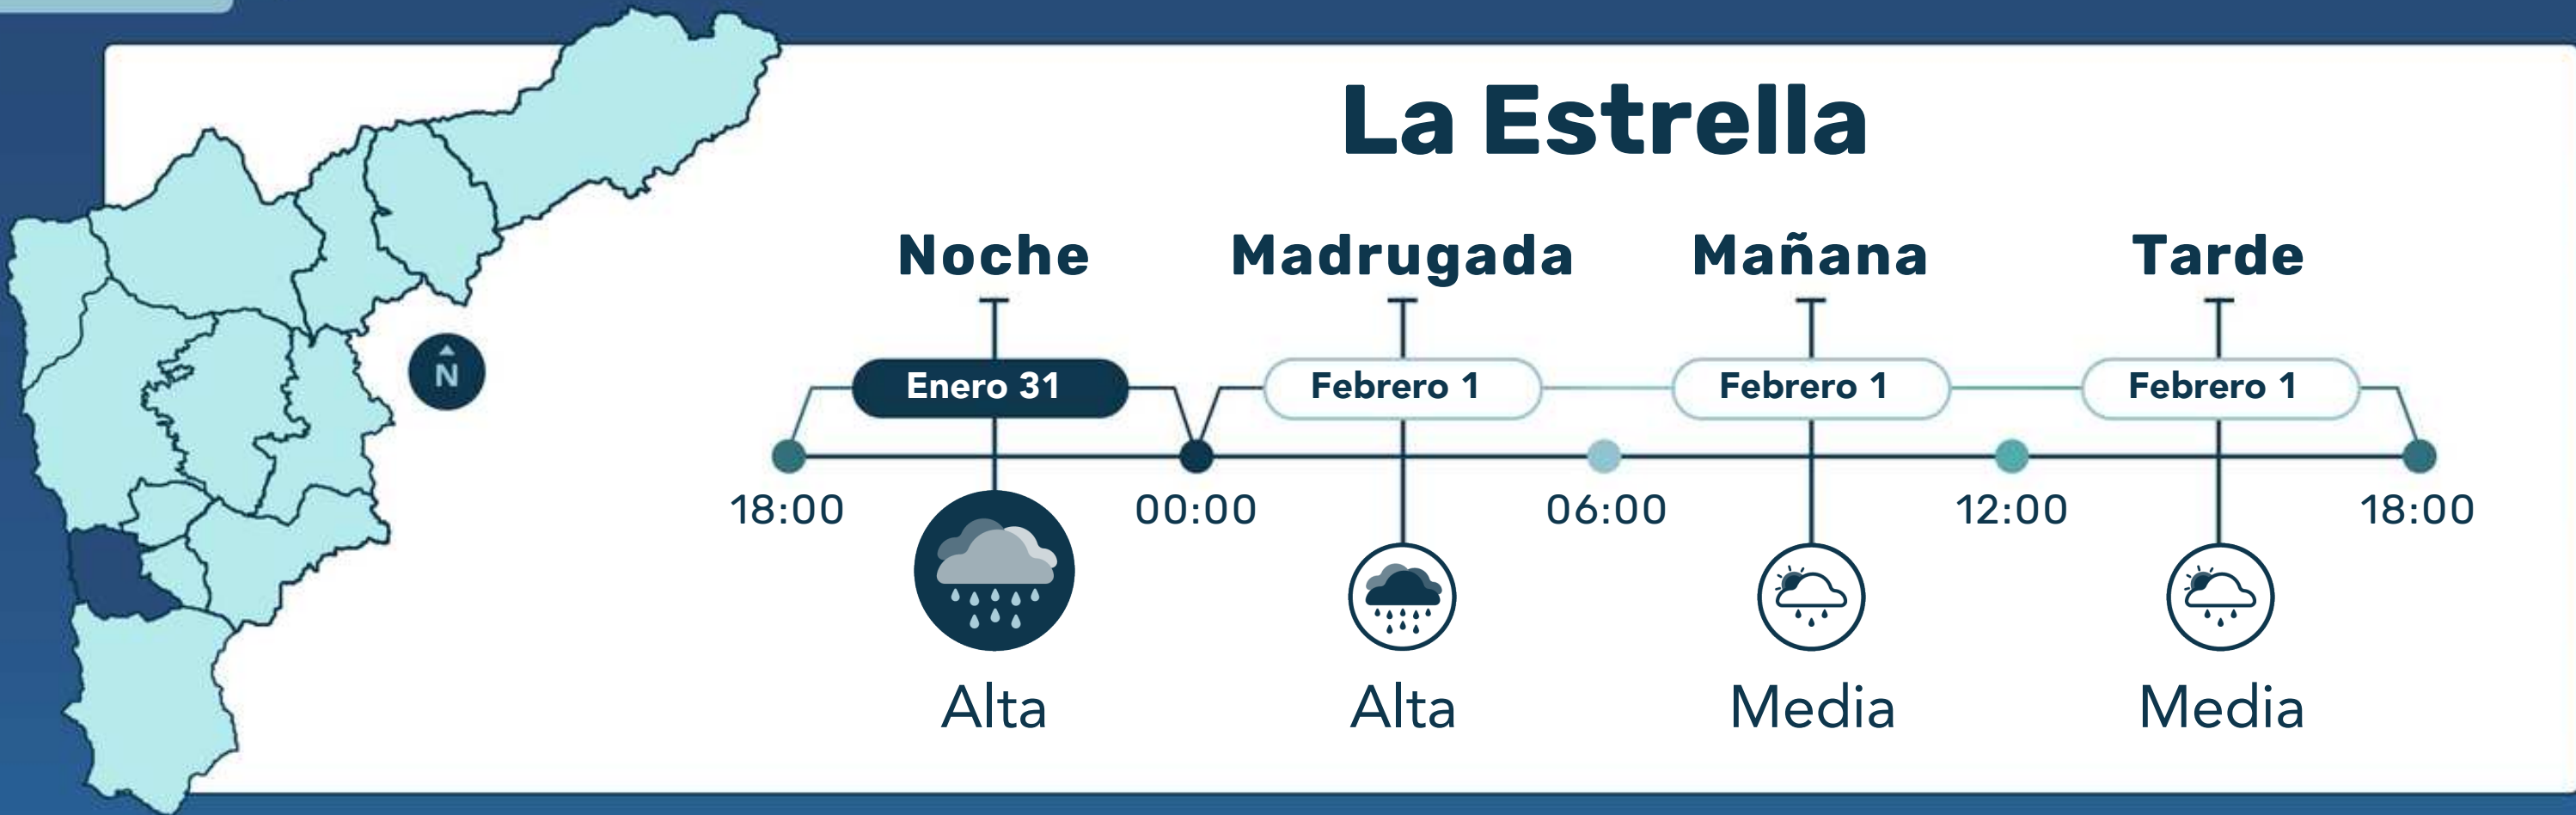 La Estrella
Noche Madrugada Mañana Tarde
N
Enero 31 Febrero 1 Febrero 1 Febrero 1
18:00 00:00 06:00 12:00 18:00
Alta Alta Media Media